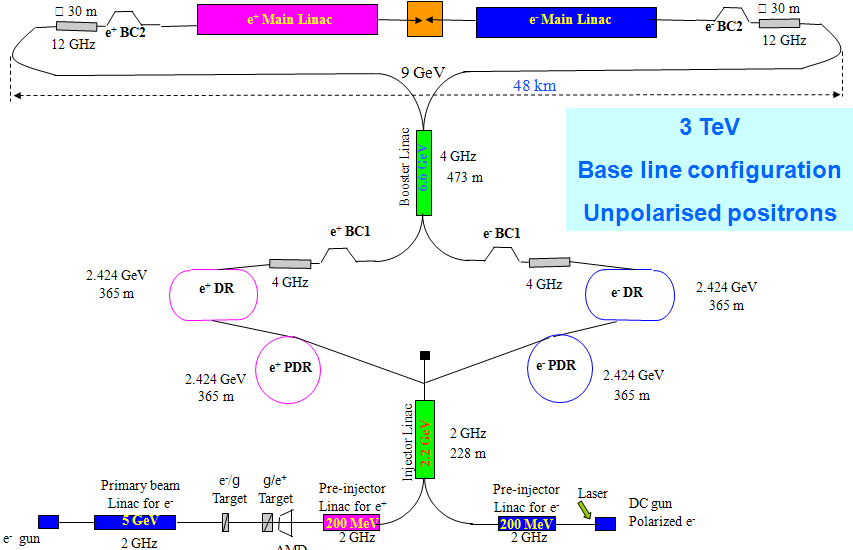 ▯ 30 m
12 GHz
e⁺ BC2
e⁺ Main Linac
e⁻ Main Linac
e⁻ BC2
▯ 30 m
12 GHz
9 GeV
48 km
3 TeV
Base line configuration
Unpolarised positrons
Booster Linac
6.6 GeV
4 GHz
473 m
e⁺ BC1
e⁻ BC1
4 GHz
4 GHz
2.424 GeV
365 m
e⁺ DR
e⁻ DR
2.424 GeV
365 m
e⁺ PDR
2.424 GeV
365 m
e⁻ PDR
2.424 GeV
365 m
Injector Linac
2.2 GeV
2 GHz
228 m
Primary beam
Linac for e⁻
5 GeV
2 GHz
e⁻ gun
e⁻/g
Target
g/e⁺
Target
AMD
Pre-injector
Linac for e⁺
200 MeV
2 GHz
Pre-injector
Linac for e⁻
200 MeV
2 GHz
Laser
DC gun
Polarized e⁻